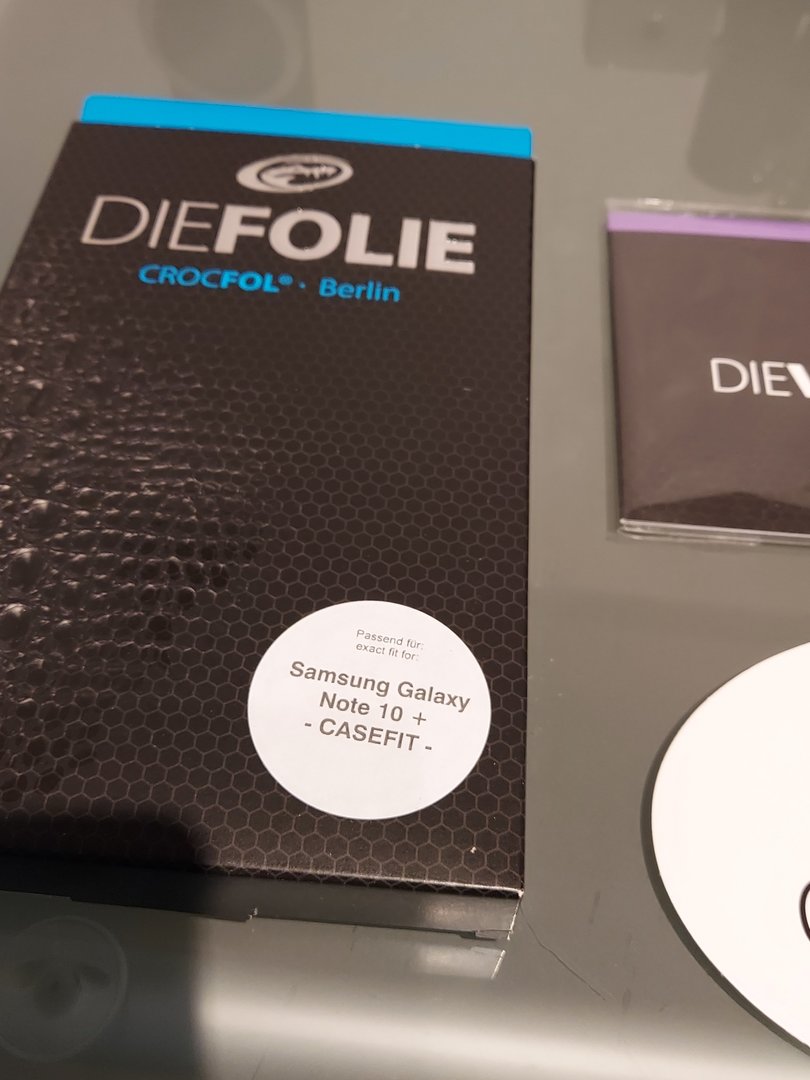 DIEFOLIE
CROCFOL® · Berlin
Passend für:
exact fit for:
Samsung Galaxy
Note 10 +
- CASEFIT -
DIE